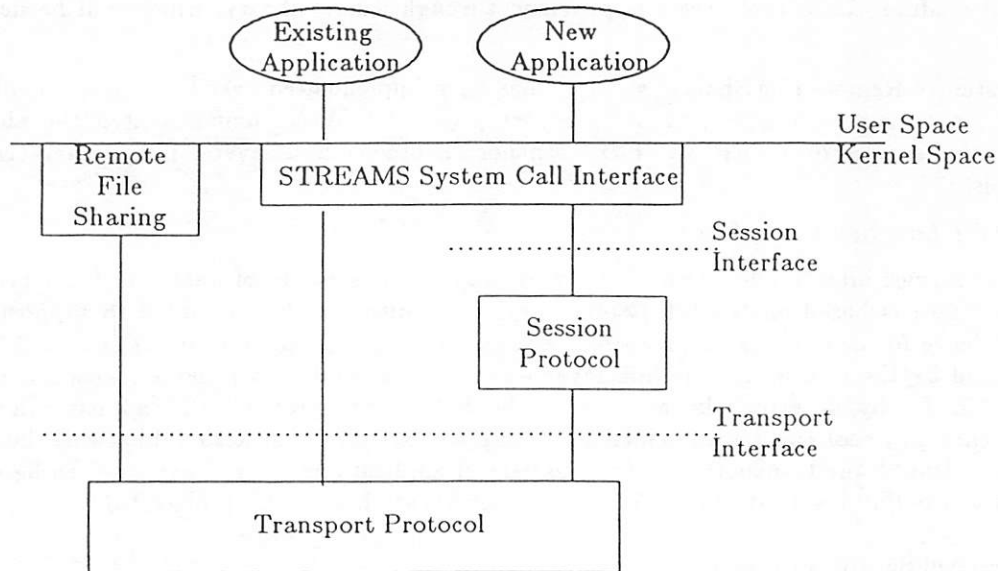 Existing
Application
New
Application
User Space
Kernel Space
Remote
File
Sharing
STREAMS System Call Interface
Session
Interface
Session
Protocol
Transport
Interface
Transport Protocol